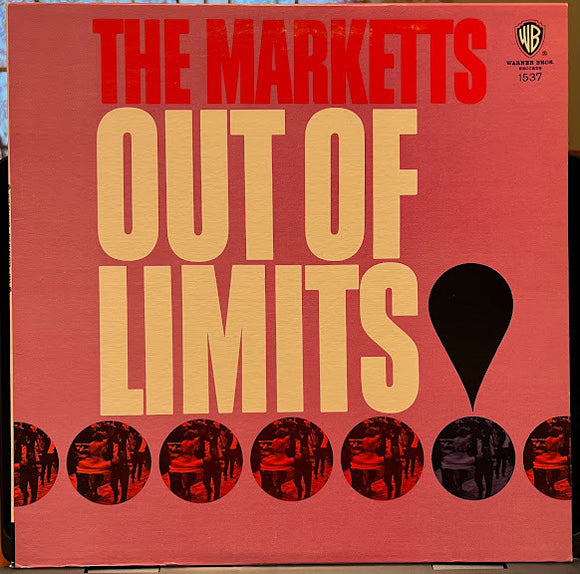 THE MARKETTS
WB
®
WARNER BROS.
RECORDS
1537
OUT OF
LIMITS!